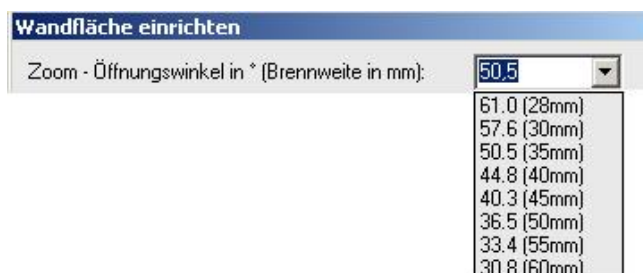 Wandfläche einrichten
Zoom - Öffnungswinkel in ° (Brennweite in mm): 50,5
61.0 (28mm)
57.6 (30mm)
50.5 (35mm)
44.8 (40mm)
40.3 (45mm)
36.5 (50mm)
33.4 (55mm)
30.8 (60mm)